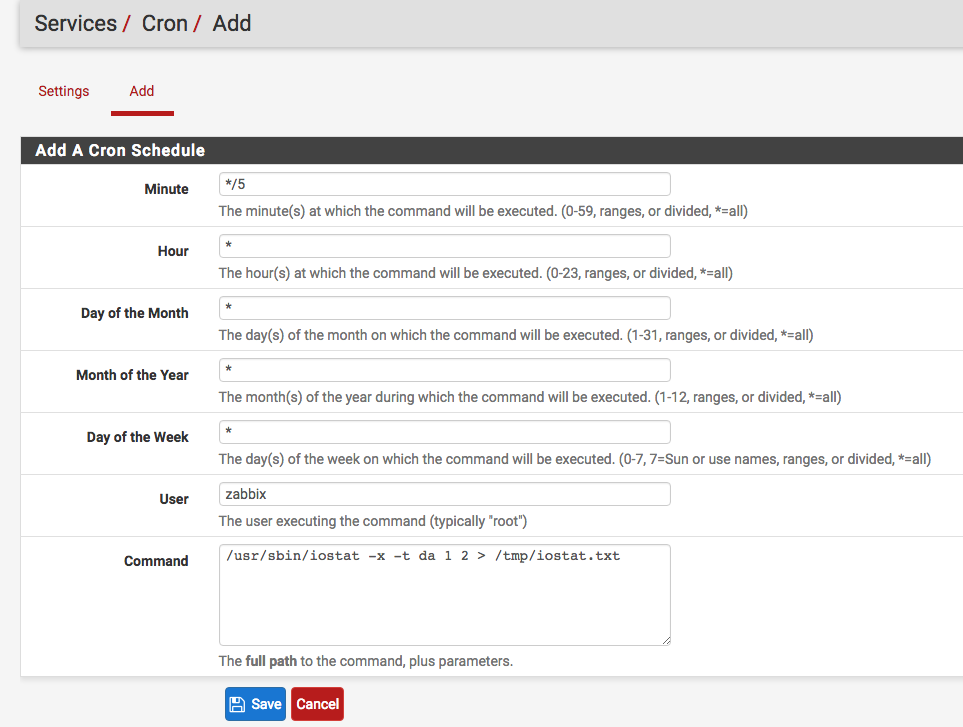 Services / Cron / Add
Settings Add
Add A Cron Schedule
Minute */5
The minute(s) at which the command will be executed. (0-59, ranges, or divided, *=all)
Hour *
The hour(s) at which the command will be executed. (0-23, ranges, or divided, *=all)
Day of the Month *
The day(s) of the month on which the command will be executed. (1-31, ranges, or divided, *=all)
Month of the Year *
The month(s) of the year during which the command will be executed. (1-12, ranges, or divided, *=all)
Day of the Week *
The day(s) of the week on which the command will be executed. (0-7, 7=Sun or use names, ranges, or divided, *=all)
User zabbix
The user executing the command (typically "root")
Command /usr/sbin/iostat -x -t da 1 2 > /tmp/iostat.txt
The full path to the command, plus parameters.
Save Cancel